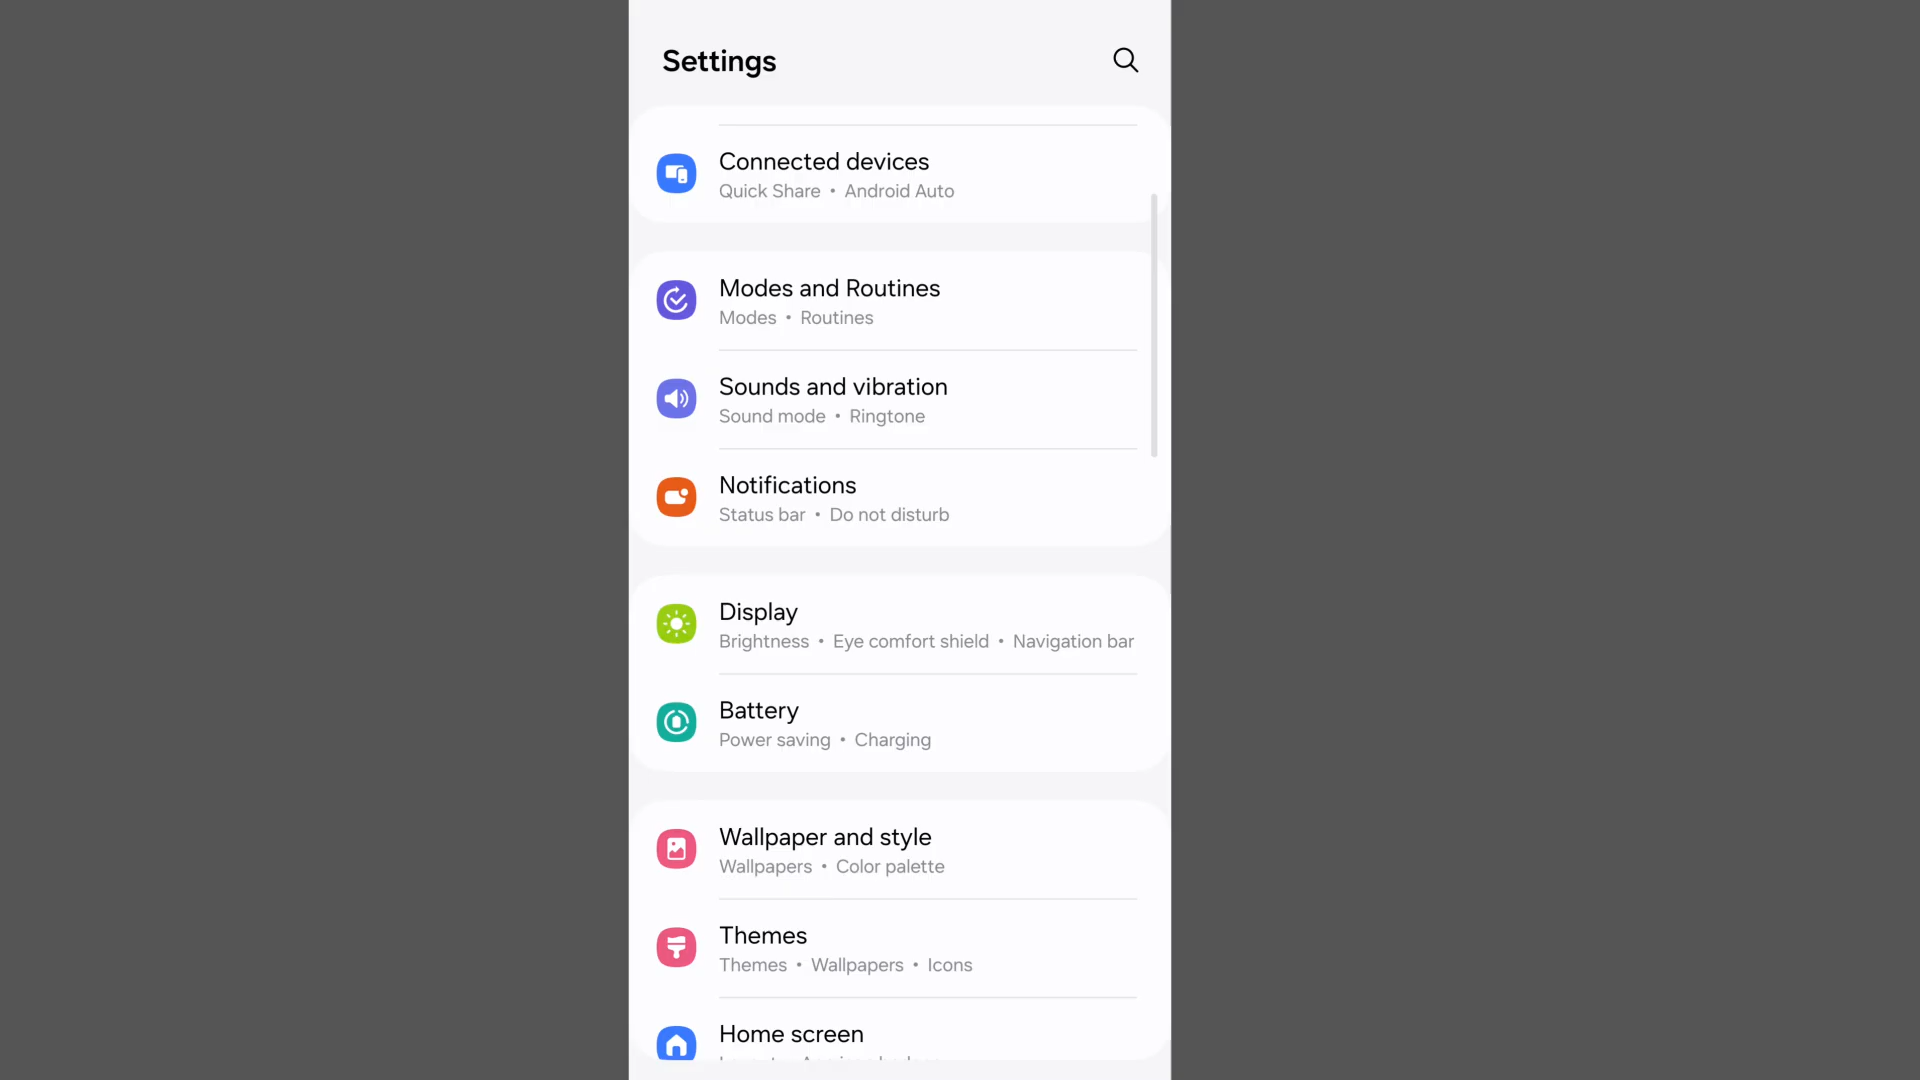 Settings
Connected devices
Quick Share • Android Auto
Modes and Routines
Modes • Routines
Sounds and vibration
Sound mode • Ringtone
Notifications
Status bar • Do not disturb
Display
Brightness • Eye comfort shield • Navigation bar
Battery
Power saving • Charging
Wallpaper and style
Wallpapers • Color palette
Themes
Themes • Wallpapers • Icons
Home screen